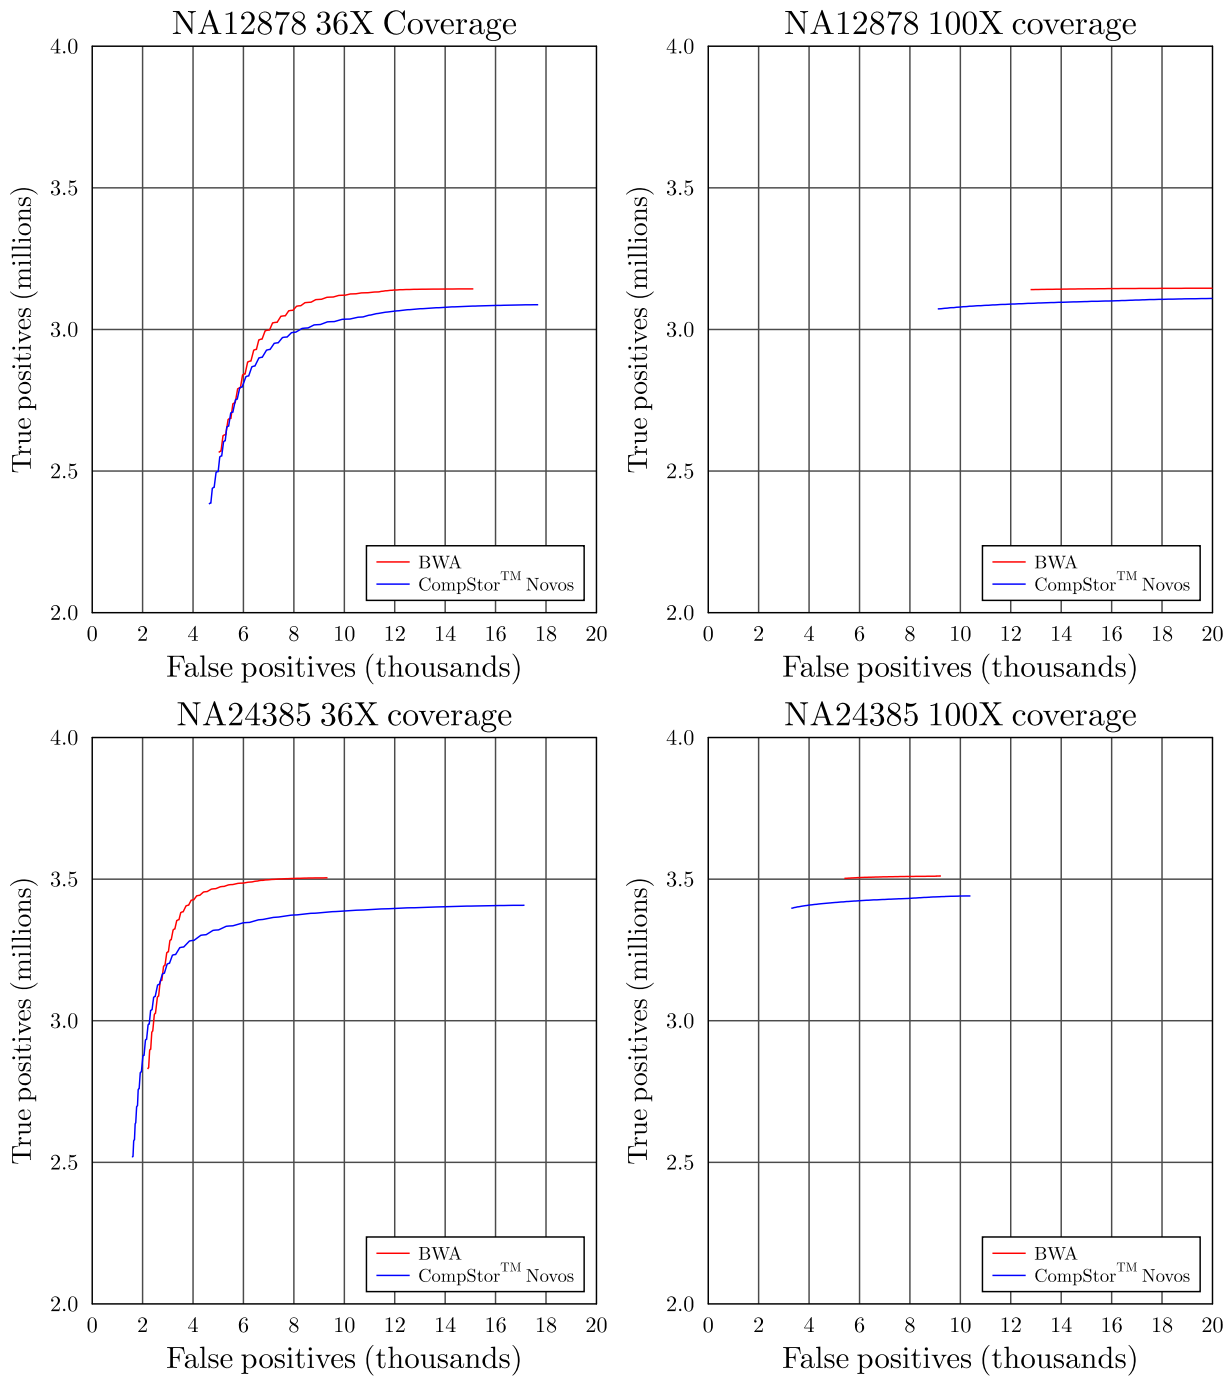 NA12878 36X Coverage
4.0
3.5
3.0
2.5
2.0
True positives (millions)
BWA
CompStor™ Novos
0 2 4 6 8 10 12 14 16 18 20
False positives (thousands)
NA12878 100X coverage
4.0
3.5
3.0
2.5
2.0
True positives (millions)
BWA
CompStor™ Novos
0 2 4 6 8 10 12 14 16 18 20
False positives (thousands)
NA24385 36X coverage
4.0
3.5
3.0
2.5
2.0
True positives (millions)
BWA
CompStor™ Novos
0 2 4 6 8 10 12 14 16 18 20
False positives (thousands)
NA24385 100X coverage
4.0
3.5
3.0
2.5
2.0
True positives (millions)
BWA
CompStor™ Novos
0 2 4 6 8 10 12 14 16 18 20
False positives (thousands)